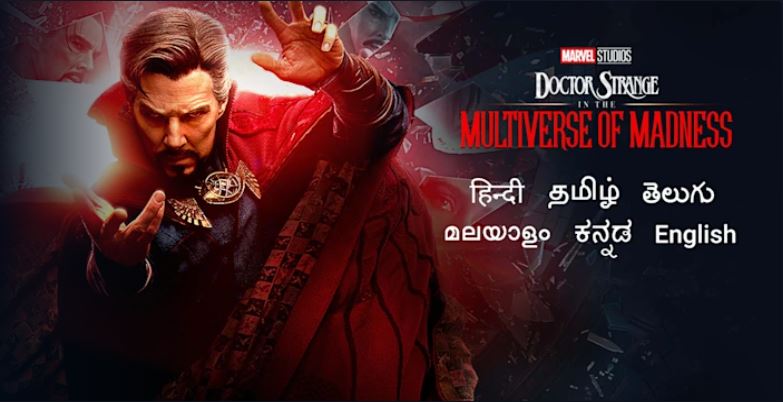 MARVEL STUDIOS
DOCTOR STRANGE
IN THE
MULTIVERSE OF MADNESS
हिन्दी தமிழ் తెలుగు
മലയാളം ಕನ್ನಡ English